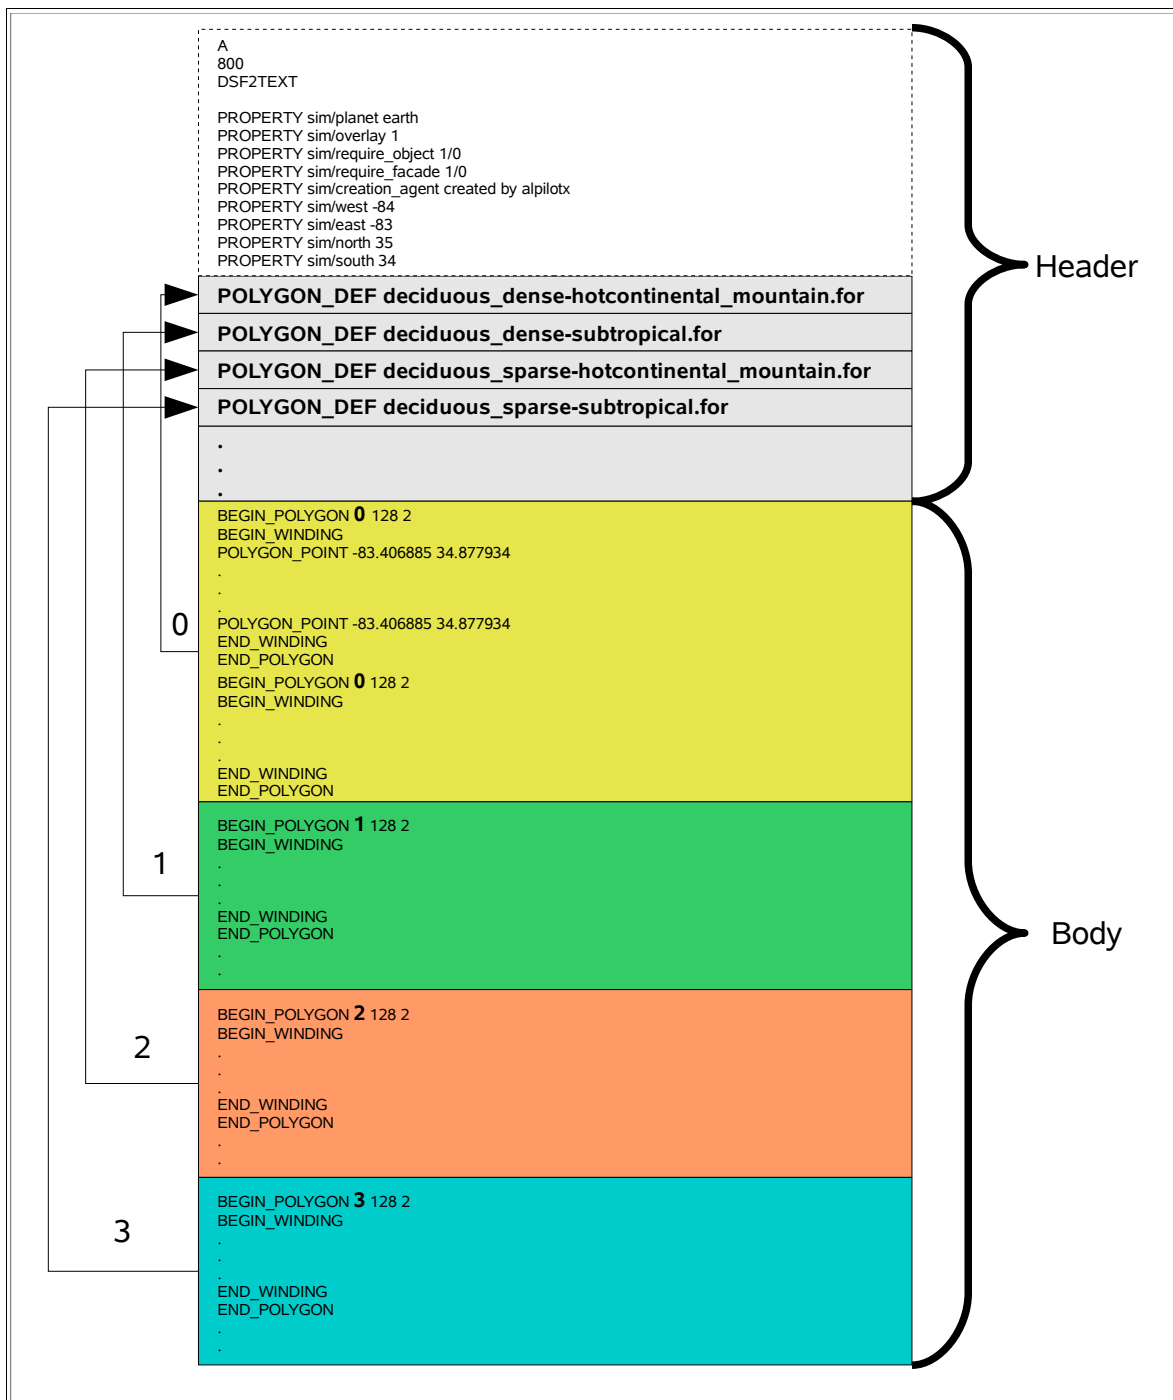 A
800
DSF2TEXT
PROPERTY sim/planet earth
PROPERTY sim/overlay 1
PROPERTY sim/require_object 1/0
PROPERTY sim/require_facade 1/0
PROPERTY sim/creation_agent created by alpilotx
PROPERTY sim/west -84
PROPERTY sim/east -83
PROPERTY sim/north 35
PROPERTY sim/south 34
Header
POLYGON_DEF deciduous_dense-hotcontinental_mountain.for
POLYGON_DEF deciduous_dense-subtropical.for
POLYGON_DEF deciduous_sparse-hotcontinental_mountain.for
POLYGON_DEF deciduous_sparse-subtropical.for
.
.
.
BEGIN_POLYGON 0 128 2
BEGIN_WINDING
POLYGON_POINT -83.406885 34.877934
.
.
.
POLYGON_POINT -83.406885 34.877934
END_WINDING
END_POLYGON
0
BEGIN_POLYGON 0 128 2
BEGIN_WINDING
.
.
.
END_WINDING
END_POLYGON
BEGIN_POLYGON 1 128 2
BEGIN_WINDING
.
.
.
END_WINDING
END_POLYGON
.
.
1
Body
BEGIN_POLYGON 2 128 2
BEGIN_WINDING
.
.
.
END_WINDING
END_POLYGON
.
.
2
BEGIN_POLYGON 3 128 2
BEGIN_WINDING
.
.
.
END_WINDING
END_POLYGON
.
.
3